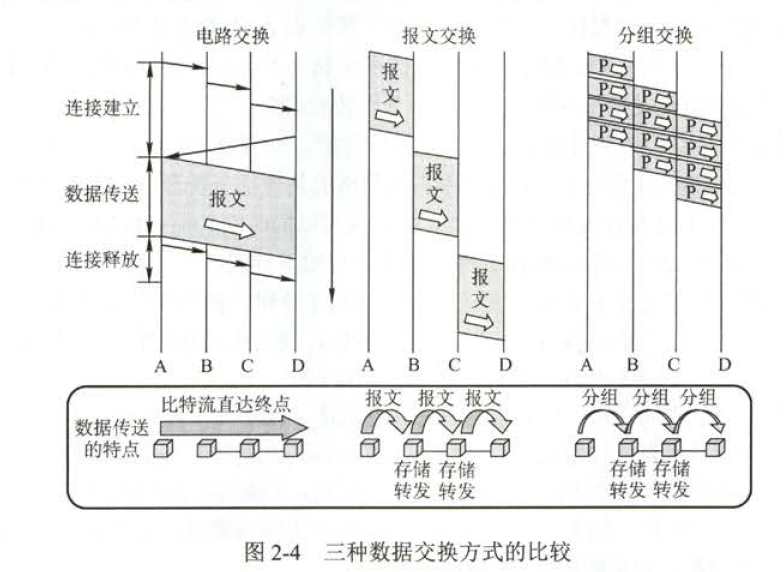 电路交换
报文交换
分组交换
连接建立
数据传送
连接释放
报文
A B C D
报
文
报
文
报
文
A B C D
P
P P
P P P
P P P
P P
P
A B C D
数据传送
的特点
比特流直达终点
报文 报文 报文
存储 存储
转发 转发
分组 分组 分组
存储 存储
转发 转发
图 2-4 三种数据交换方式的比较